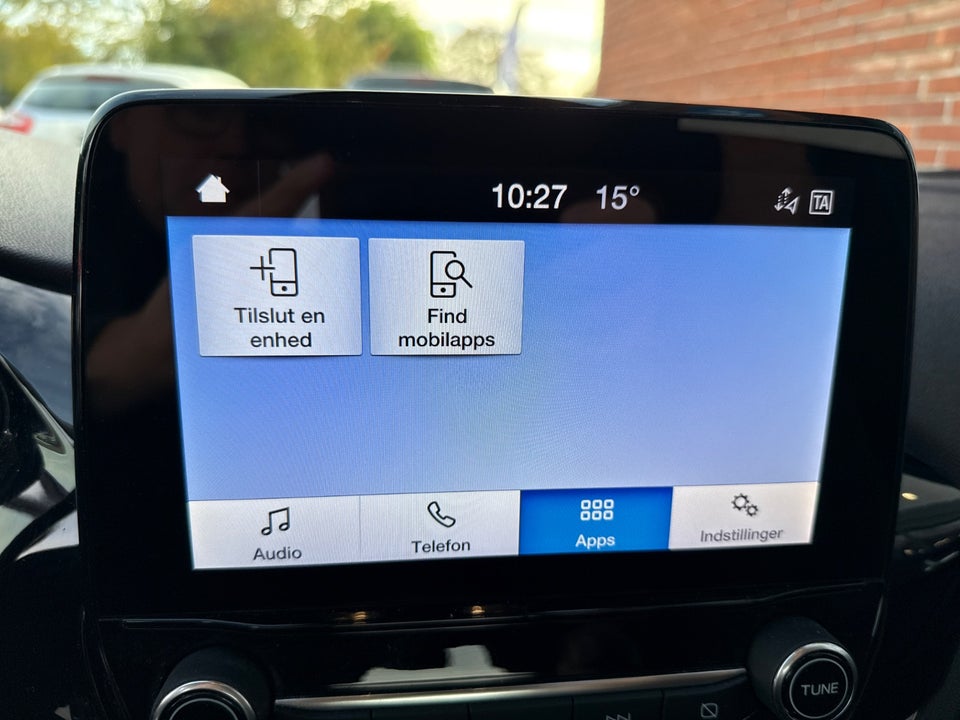 10:27 15°
TA
Tilslut en
enhed
Find
mobilapps
Audio
Telefon
Apps
Indstillinger
TUNE